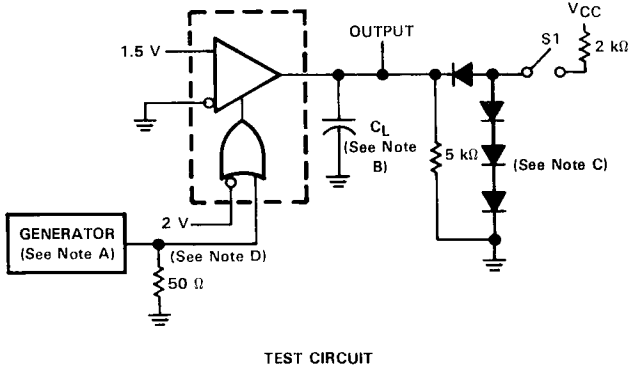 VCC
S1
2 kΩ
OUTPUT
1.5 V
CL
(See Note
B)
5 kΩ
(See Note C)
2 V
GENERATOR
(See Note A)
(See Note D)
50 Ω
TEST CIRCUIT